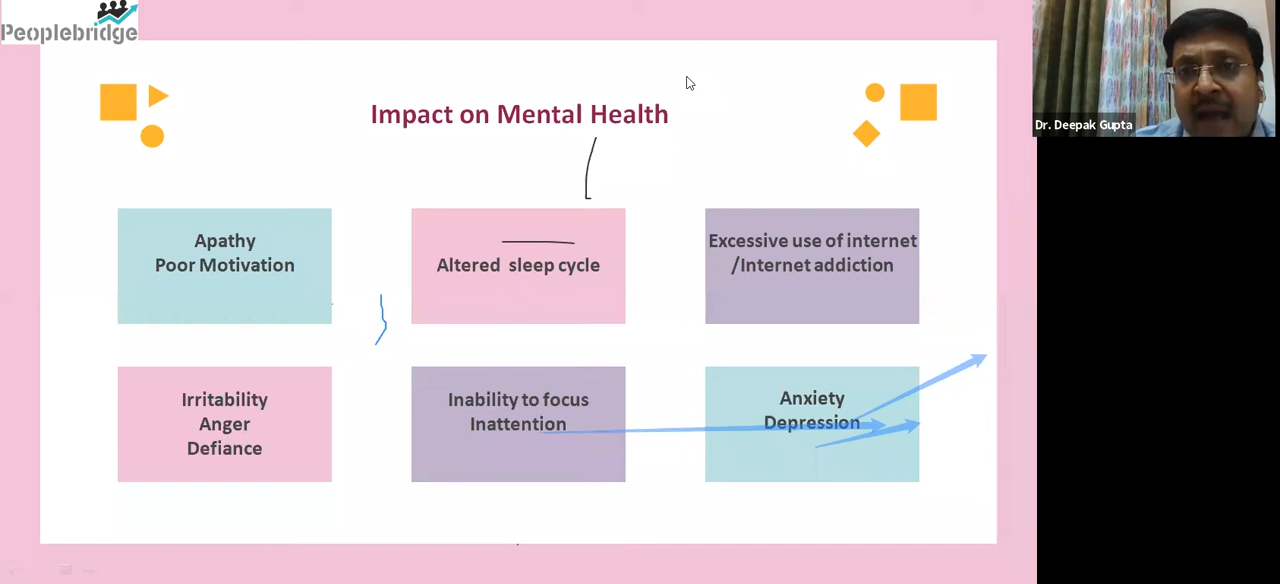 Peoplebridge
Dr. Deepak Gupta
Impact on Mental Health
Apathy
Poor Motivation
Altered sleep cycle
Excessive use of internet
/Internet addiction
Irritability
Anger
Defiance
Inability to focus
Inattention
Anxiety
Depression